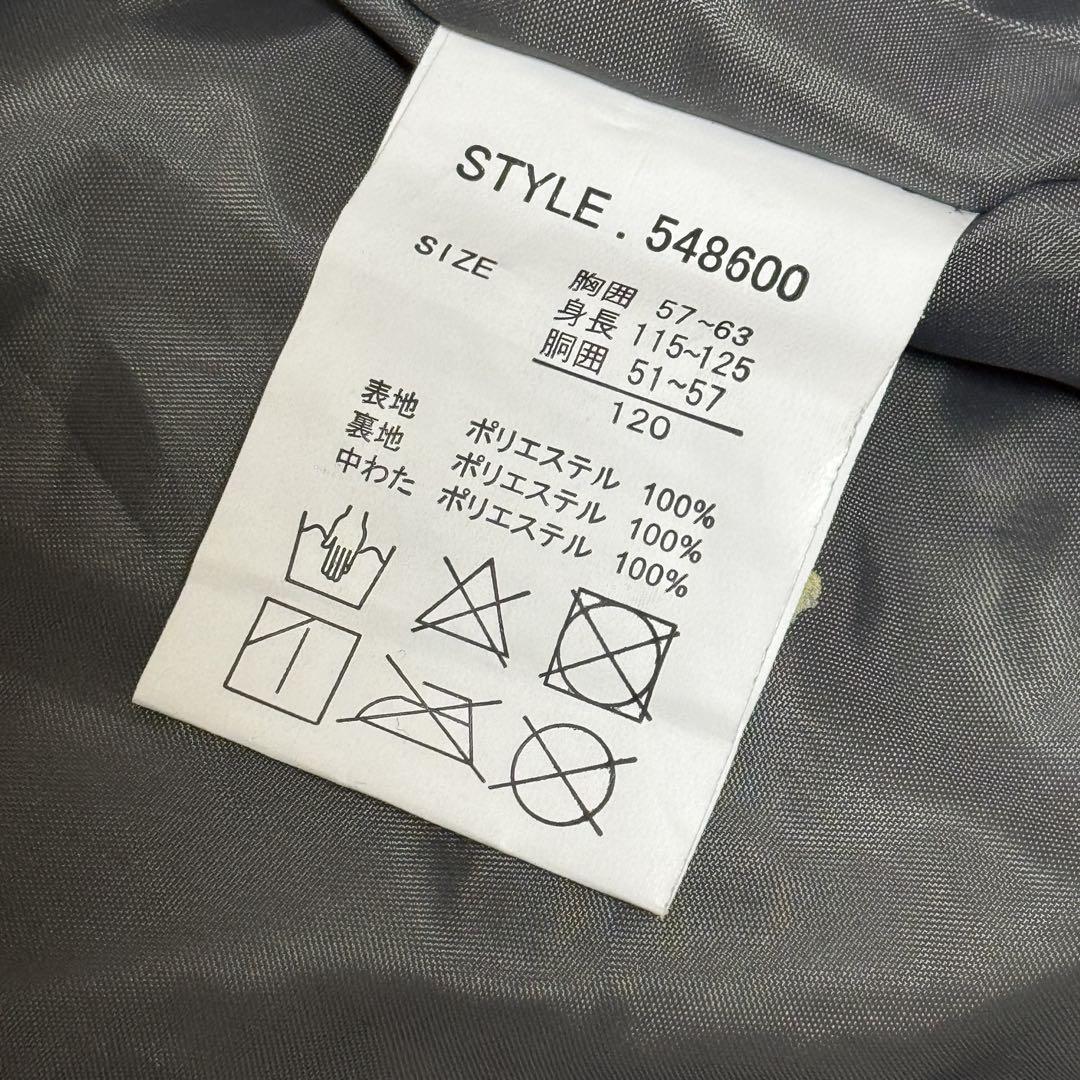 STYLE. 548600
SIZE 胸囲 57~63
身長 115~125
胴囲 51~57
120
表地 ポリエステル 100%
裏地 ポリエステル 100%
中わた ポリエステル 100%